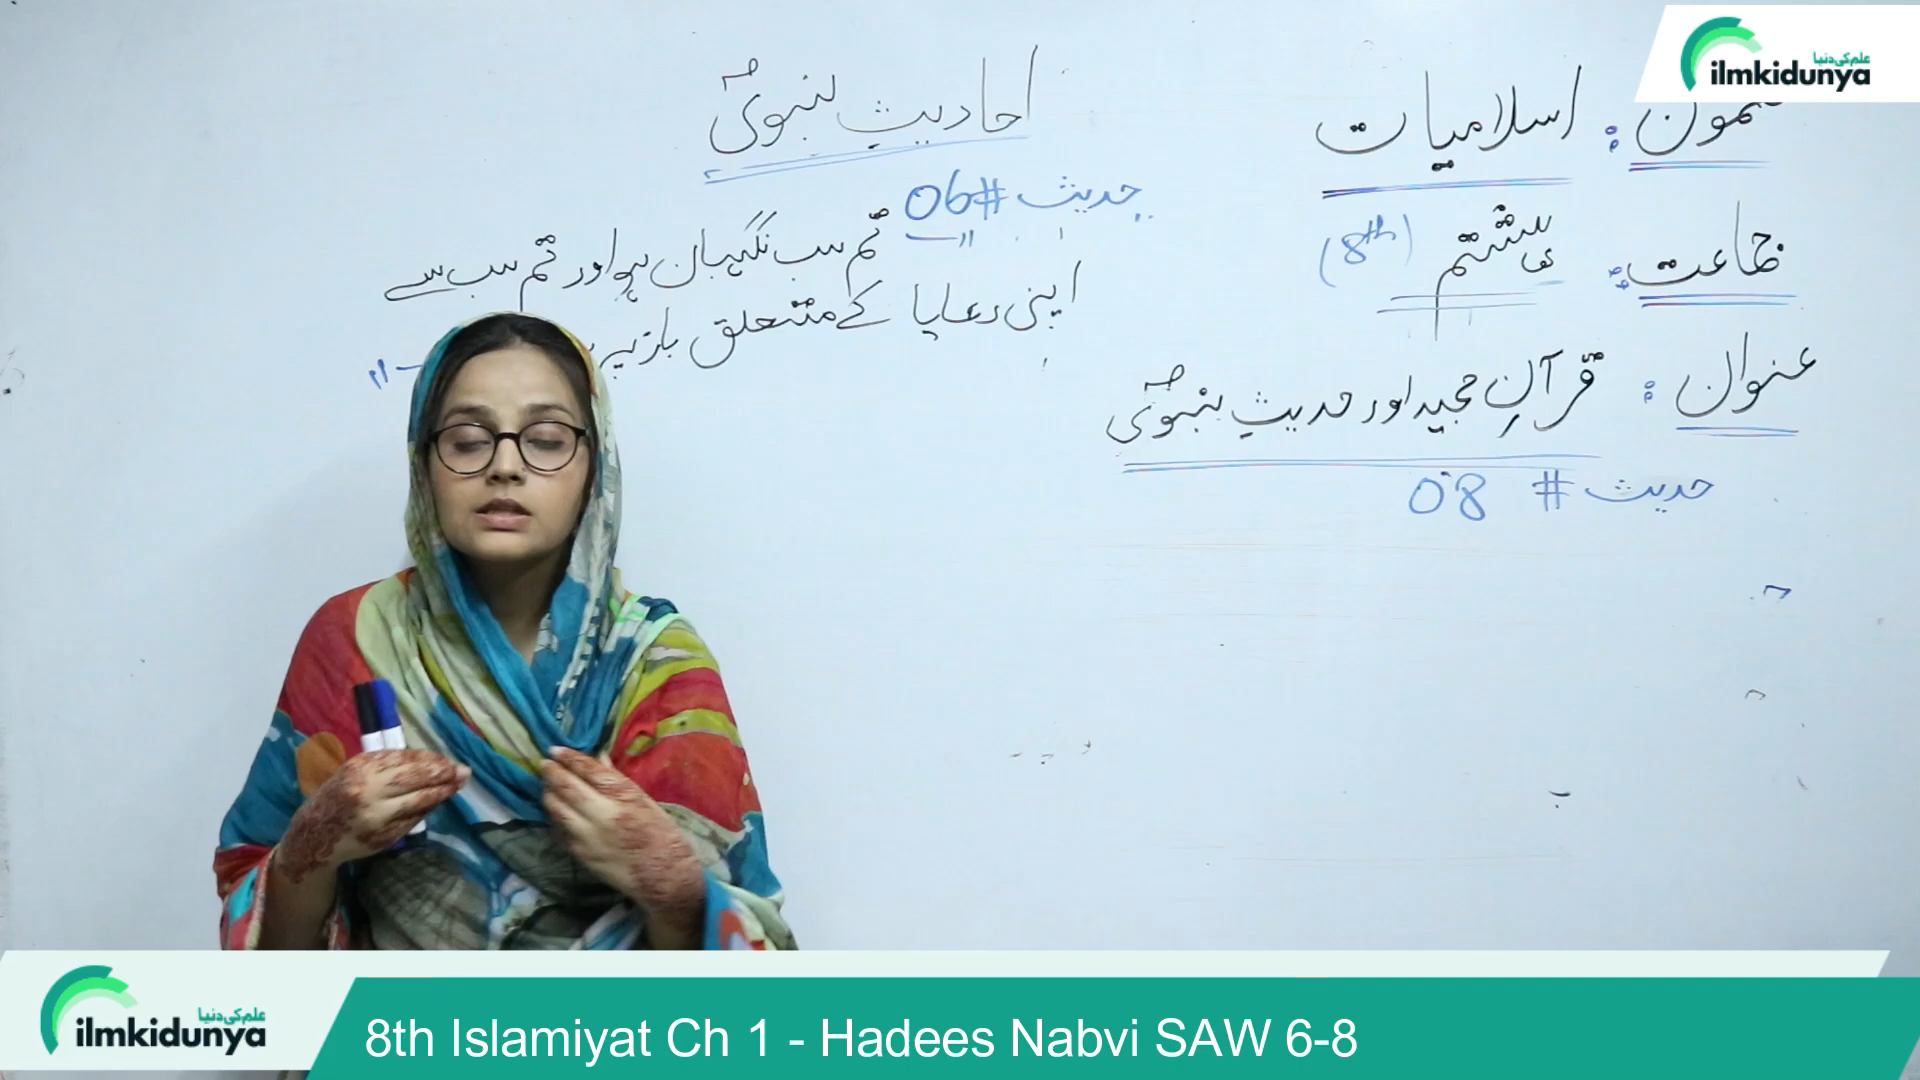 علم کی دنیا
ilmkidunya
مضمون : اسلامیات
جماعت : ہشتم (8th)
عنوان : قرآنِ مجید اور حدیثِ نبویؐ
حدیث # 08
احادیثِ نبویؐ
حدیث #06
تم سب نگہبان ہو اور تم سب سے
اپنی رعایا کے متعلق
علم کی دنیا
ilmkidunya
8th Islamiyat Ch 1 - Hadees Nabvi SAW 6-8